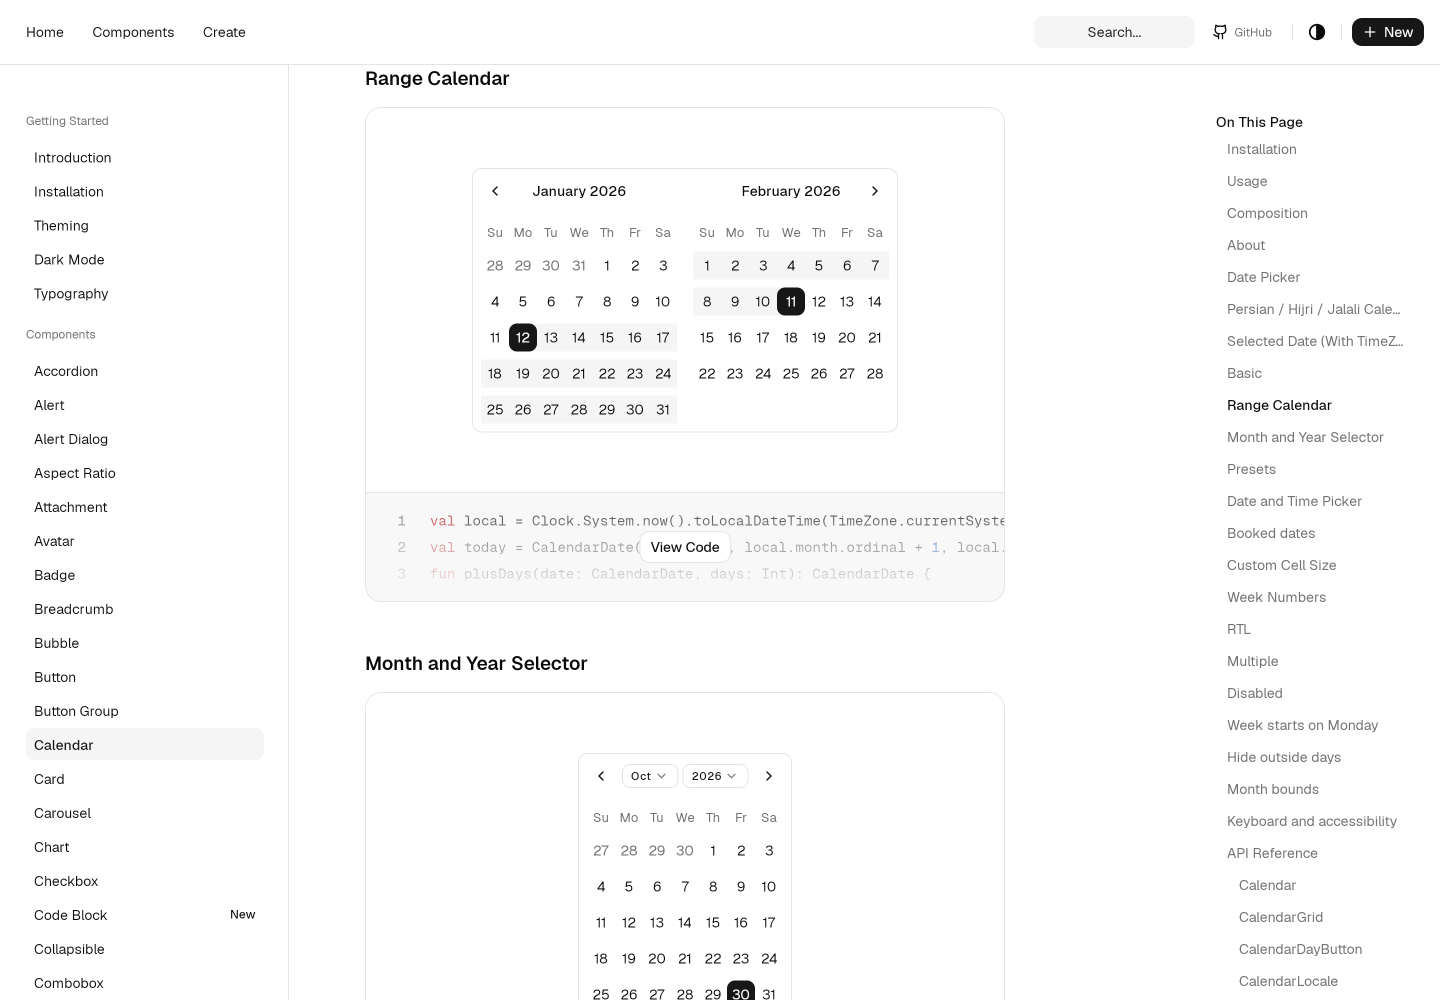 Home Components Create Search... GitHub New
Getting Started
Introduction
Installation
Theming
Dark Mode
Typography
Components
Accordion
Alert
Alert Dialog
Aspect Ratio
Attachment
Avatar
Badge
Breadcrumb
Bubble
Button
Button Group
Calendar
Card
Carousel
Chart
Checkbox
Code Block New
Collapsible
Combobox
Range Calendar
January 2026
Su Mo Tu We Th Fr Sa
28 29 30 31 1 2 3
4 5 6 7 8 9 10
11 12 13 14 15 16 17
18 19 20 21 22 23 24
25 26 27 28 29 30 31
February 2026
Su Mo Tu We Th Fr Sa
1 2 3 4 5 6 7
8 9 10 11 12 13 14
15 16 17 18 19 20 21
22 23 24 25 26 27 28
1 val local = Clock.System.now().toLocalDateTime(TimeZone.currentSyste
2 val today = CalendarDate( View Code , local.month.ordinal + 1, local.
3 fun plusDays(date: CalendarDate, days: Int): CalendarDate {
Month and Year Selector
Oct 2026
Su Mo Tu We Th Fr Sa
27 28 29 30 1 2 3
4 5 6 7 8 9 10
11 12 13 14 15 16 17
18 19 20 21 22 23 24
25 26 27 28 29 30 31
On This Page
Installation
Usage
Composition
About
Date Picker
Persian / Hijri / Jalali Cale...
Selected Date (With TimeZ...
Basic
Range Calendar
Month and Year Selector
Presets
Date and Time Picker
Booked dates
Custom Cell Size
Week Numbers
RTL
Multiple
Disabled
Week starts on Monday
Hide outside days
Month bounds
Keyboard and accessibility
API Reference
Calendar
CalendarGrid
CalendarDayButton
CalendarLocale